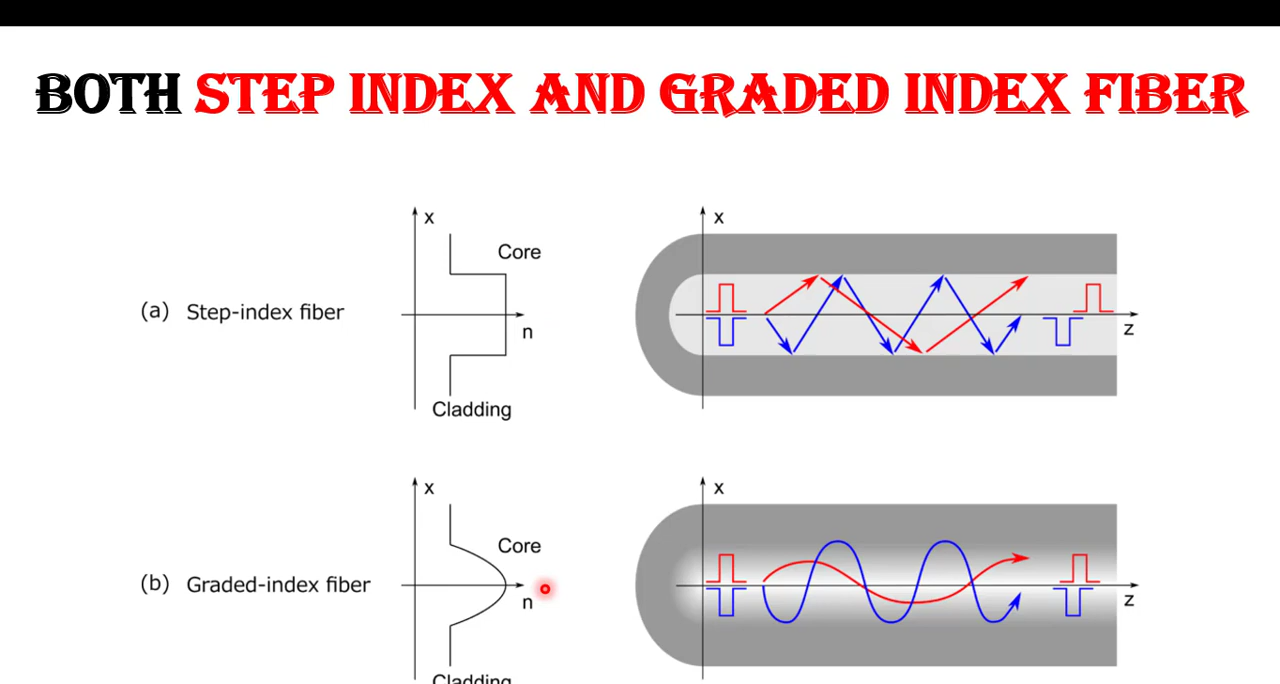 BOTH STEP INDEX AND GRADED INDEX FIBER
x
x
Core
(a) Step-index fiber
n
z
Cladding
x
x
Core
(b) Graded-index fiber
n
z
Cladding